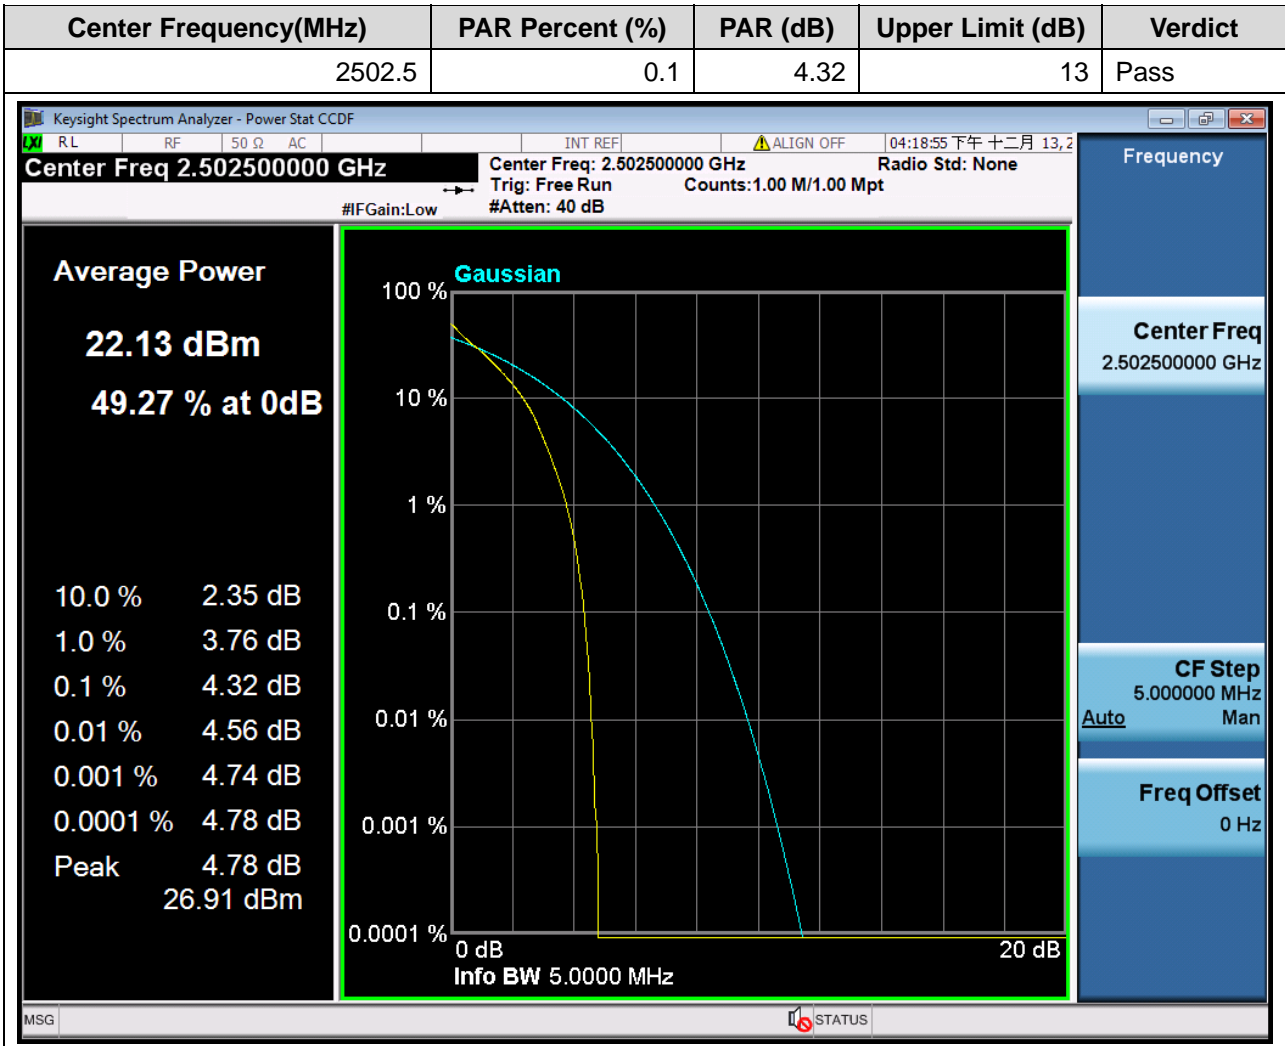 Center Frequency(MHz) PAR Percent (%) PAR (dB) Upper Limit (dB) Verdict
2502.5 0.1 4.32 13 Pass
Keysight Spectrum Analyzer - Power Stat CCDF
LXI RL RF 50 Ω AC INT REF ALIGN OFF 04:18:55 下午 十二月 13, 2
Center Freq 2.502500000 GHz
Center Freq: 2.502500000 GHz Radio Std: None
Trig: Free Run Counts:1.00 M/1.00 Mpt
#IFGain:Low #Atten: 40 dB
Average Power
22.13 dBm
49.27 % at 0dB
10.0 % 2.35 dB
1.0 % 3.76 dB
0.1 % 4.32 dB
0.01 % 4.56 dB
0.001 % 4.74 dB
0.0001 % 4.78 dB
Peak 4.78 dB
26.91 dBm
Gaussian
100 %
10 %
1 %
0.1 %
0.01 %
0.001 %
0.0001 %
0 dB 20 dB
Info BW 5.0000 MHz
Frequency
Center Freq
2.502500000 GHz
CF Step
5.000000 MHz
Auto Man
Freq Offset
0 Hz
MSG STATUS